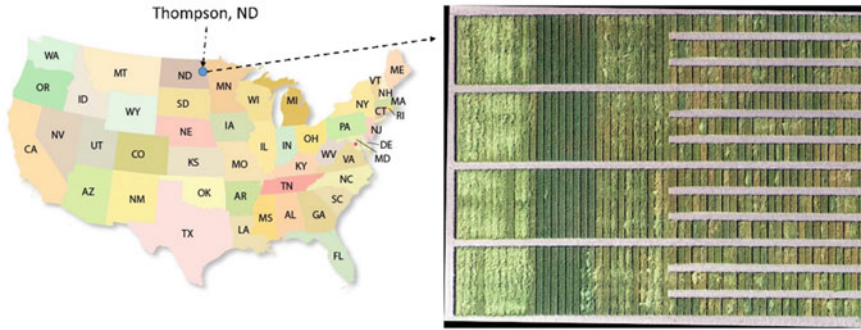 Thompson, ND
WA
MT
ND
MN
OR
ID
SD
WI
MI
NY
VT
ME
NH
MA
CT
RI
WY
NE
IA
PA
NJ
NV
UT
CO
IL
IN
OH
DE
MD
CA
KS
MO
WV
VA
KY
NC
AZ
NM
OK
AR
TN
SC
TX
MS
AL
GA
LA
FL